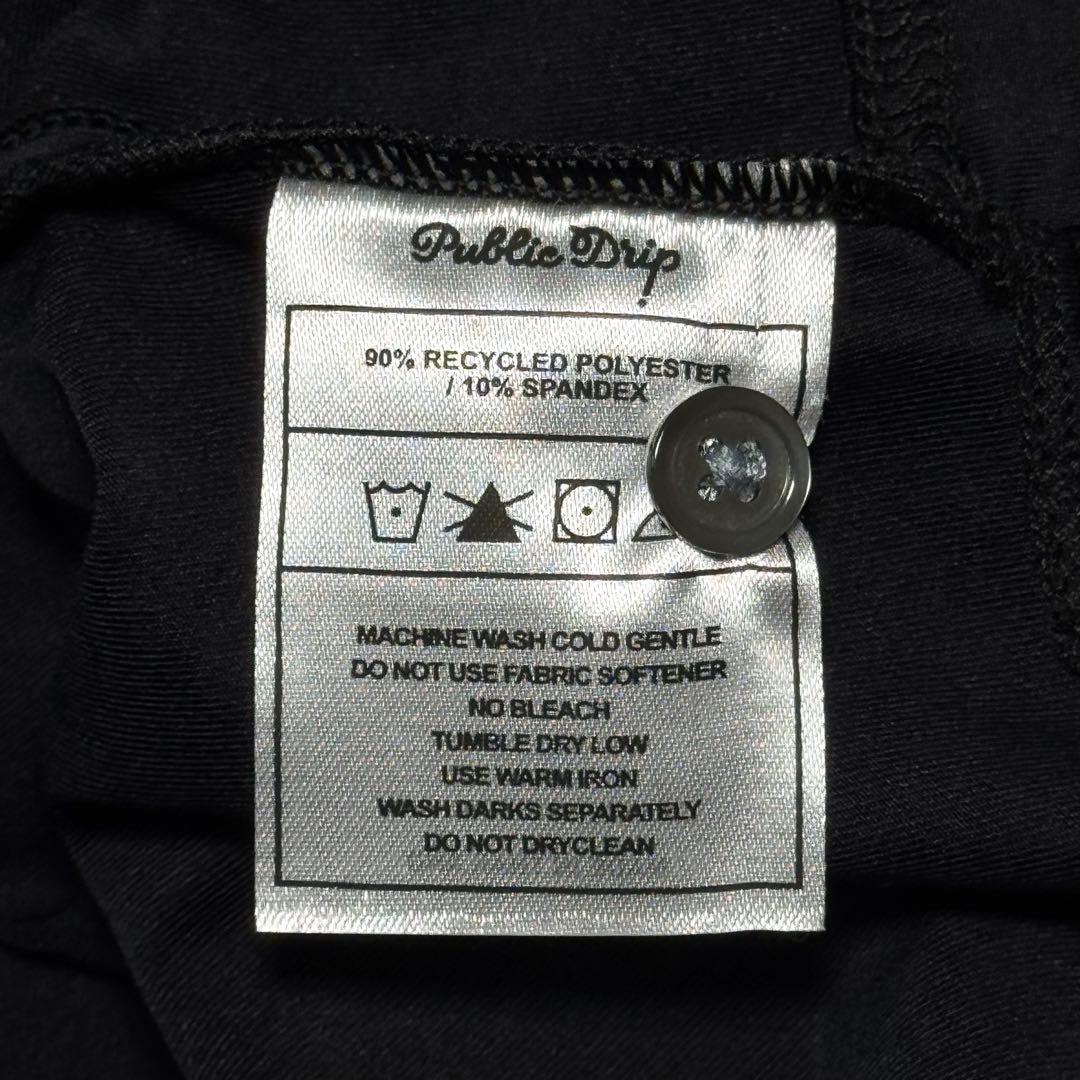 Public Drip
90% RECYCLED POLYESTER
/ 10% SPANDEX
MACHINE WASH COLD GENTLE
DO NOT USE FABRIC SOFTENER
NO BLEACH
TUMBLE DRY LOW
USE WARM IRON
WASH DARKS SEPARATELY
DO NOT DRYCLEAN